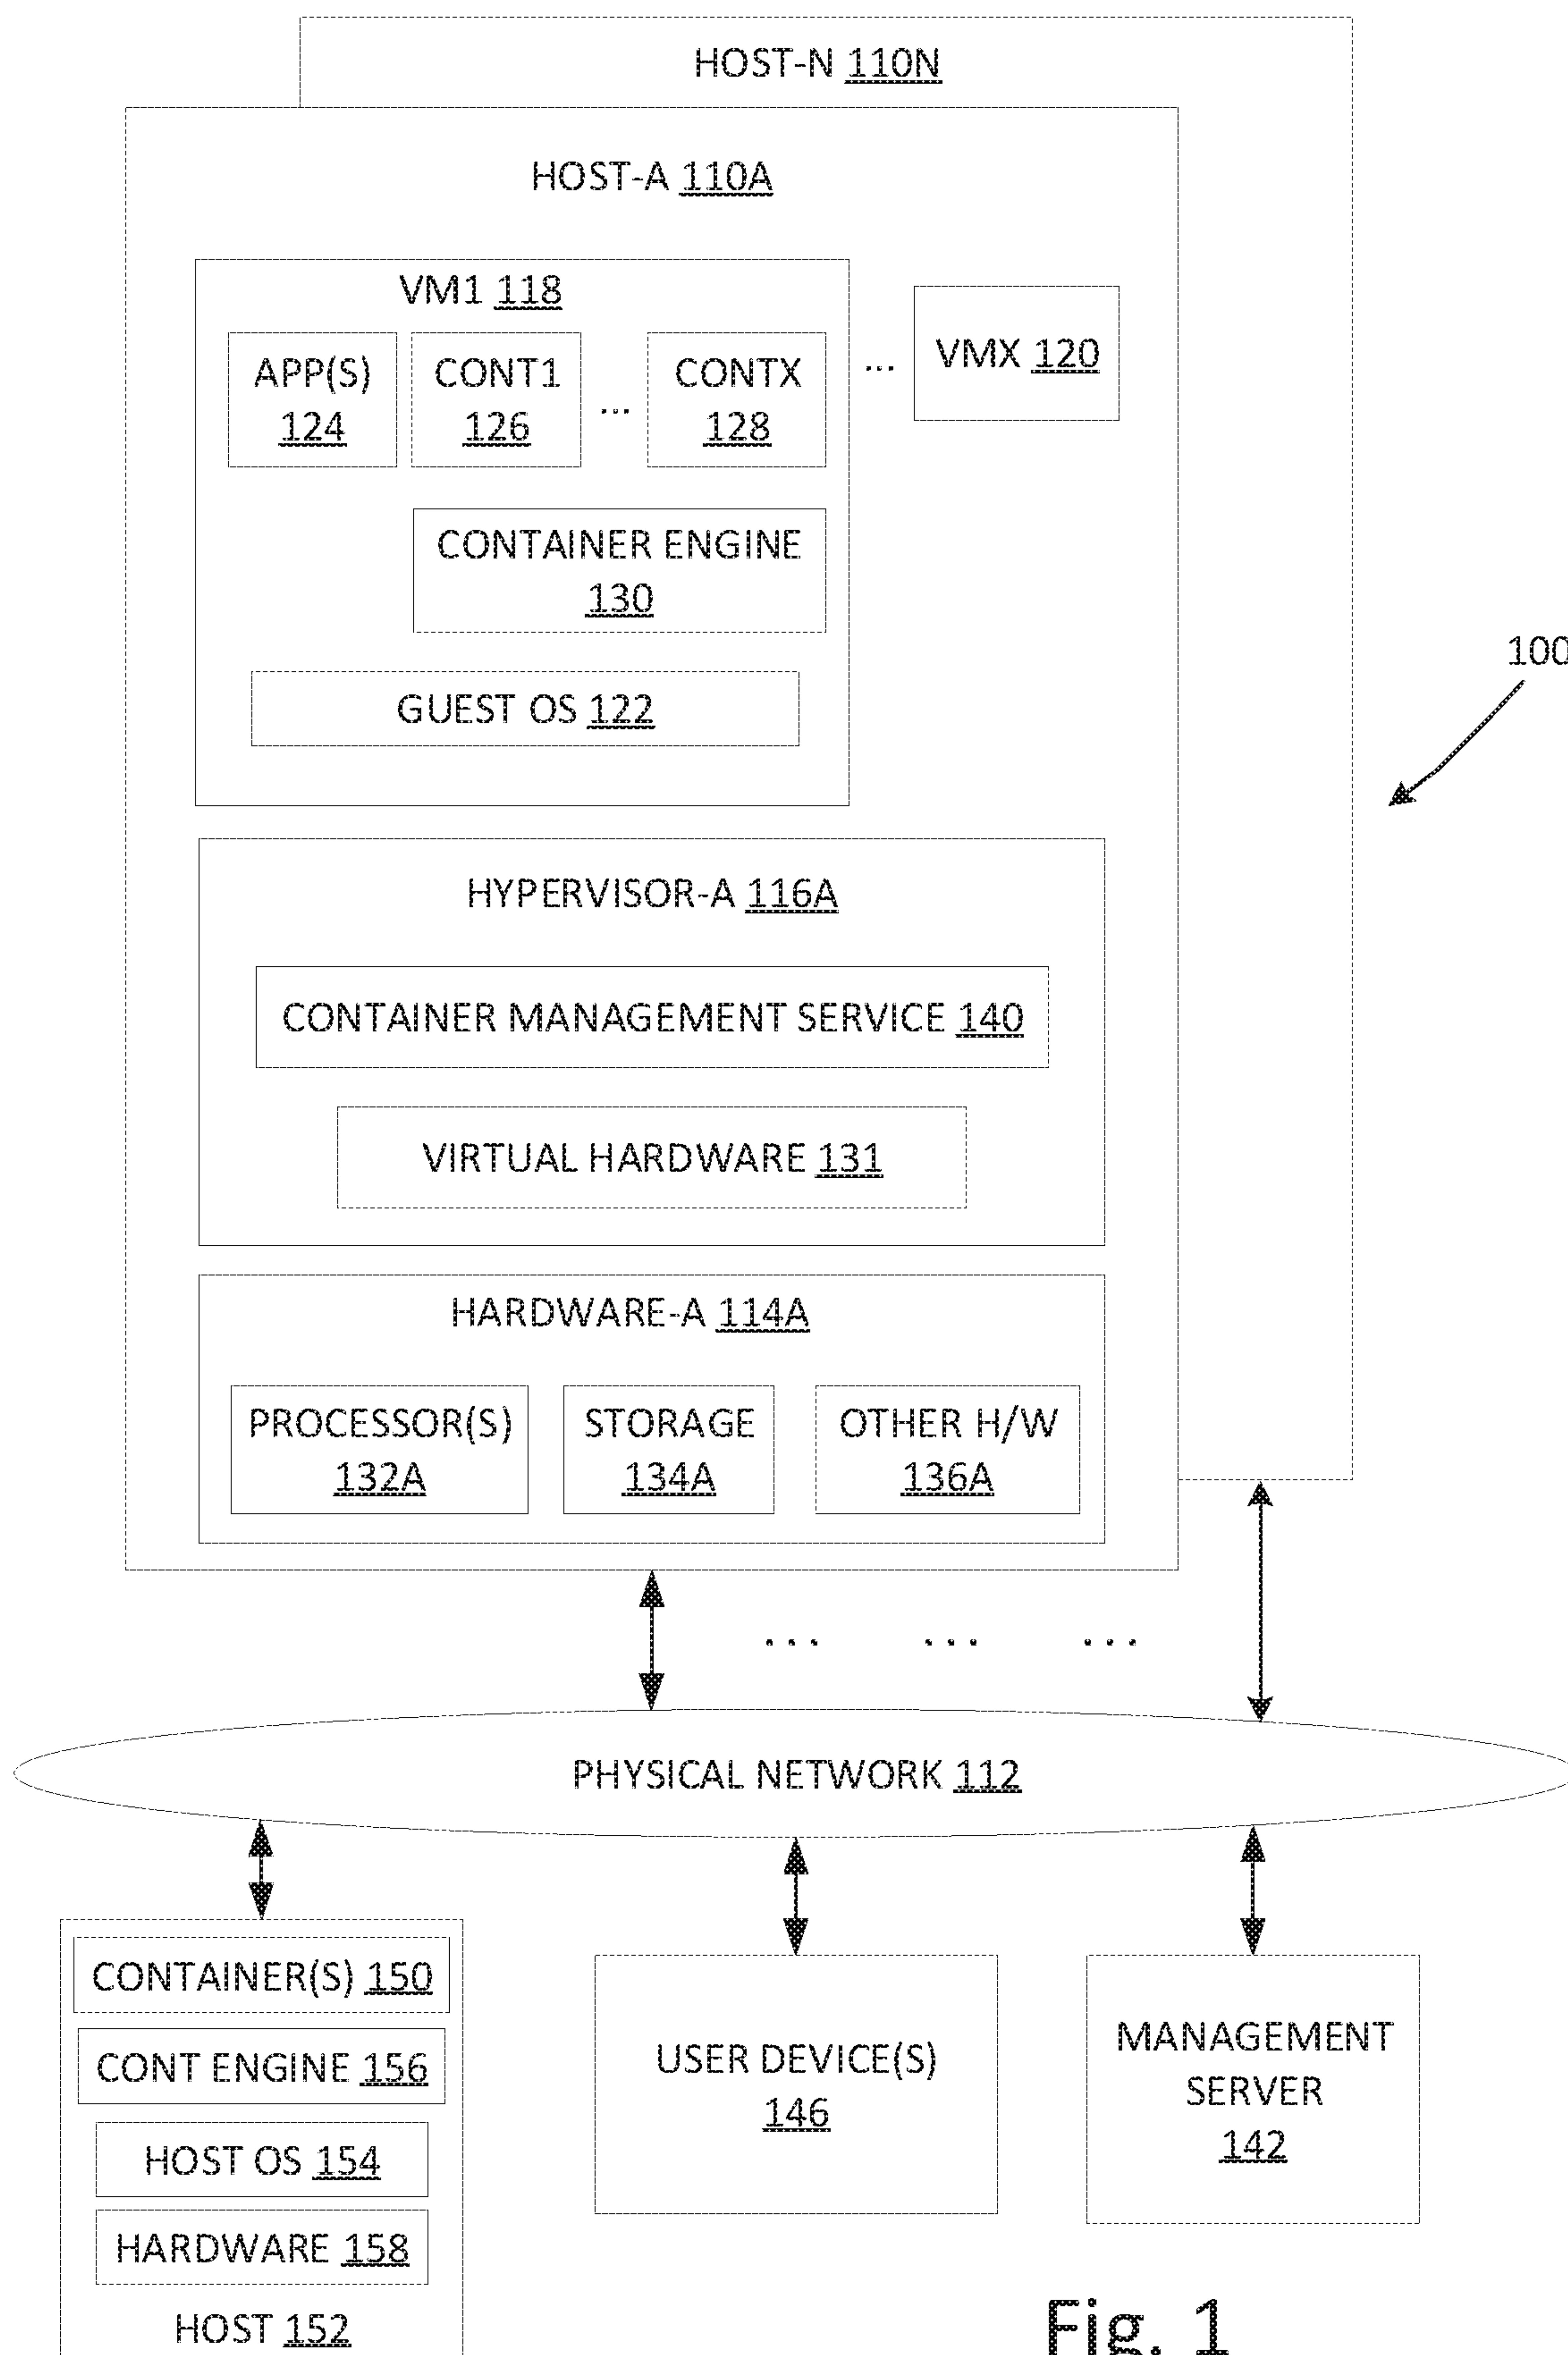 HOST-N 110N
HOST-A 110A
VM1 118
APP(S)
124
CONT1
126
...
CONTX
128
...
VMX 120
CONTAINER ENGINE
130
GUEST OS 122
100
HYPERVISOR-A 116A
CONTAINER MANAGEMENT SERVICE 140
VIRTUAL HARDWARE 131
HARDWARE-A 114A
PROCESSOR(S)
132A
STORAGE
134A
OTHER H/W
136A
... ... ...
PHYSICAL NETWORK 112
CONTAINER(S) 150
CONT ENGINE 156
HOST OS 154
HARDWARE 158
HOST 152
USER DEVICE(S)
146
MANAGEMENT
SERVER
142
Fig. 1